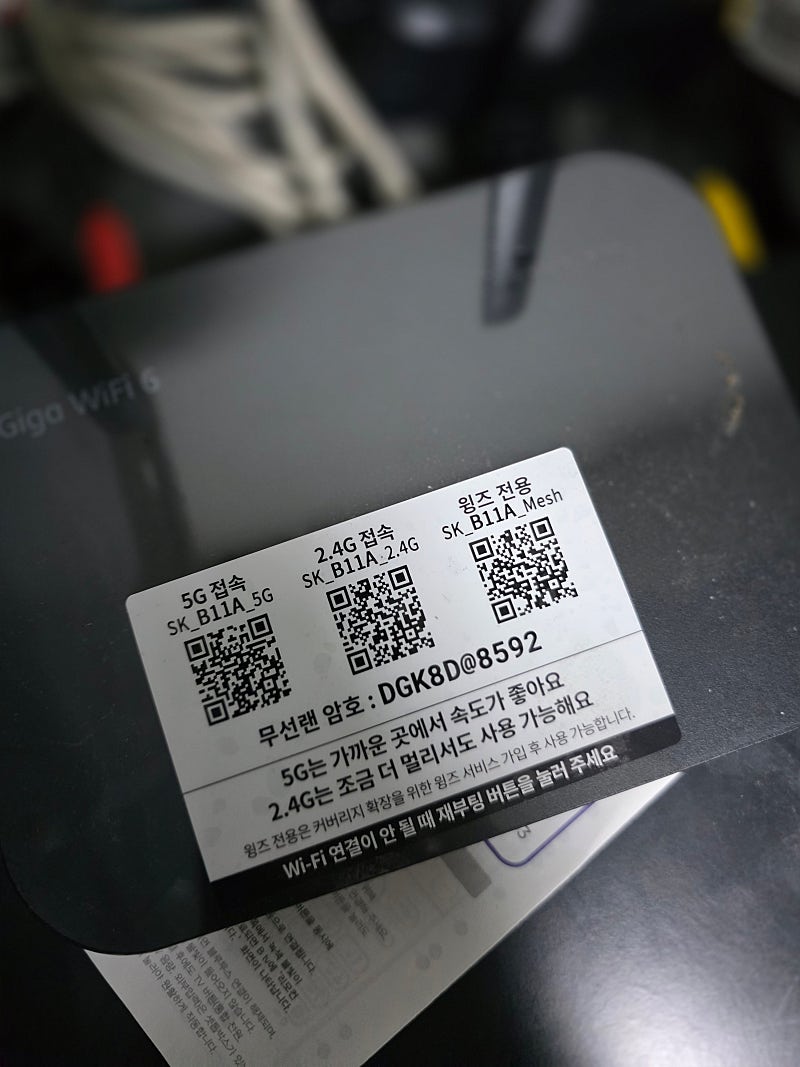 Giga WiFi 6
5G 접속
SK_B11A_5G
2.4G 접속
SK_B11A_2.4G
윙즈 전용
SK_B11A_Mesh
무선랜 암호 : DGK8D@8592
5G는 가까운 곳에서 속도가 좋아요
2.4G는 조금 더 멀리서도 사용 가능해요
윙즈 전용은 커버리지 확장을 위한 윙즈 서비스 가입 후 사용 가능합니다.
Wi-Fi 연결이 안 될 때 재부팅 버튼을 눌러 주세요